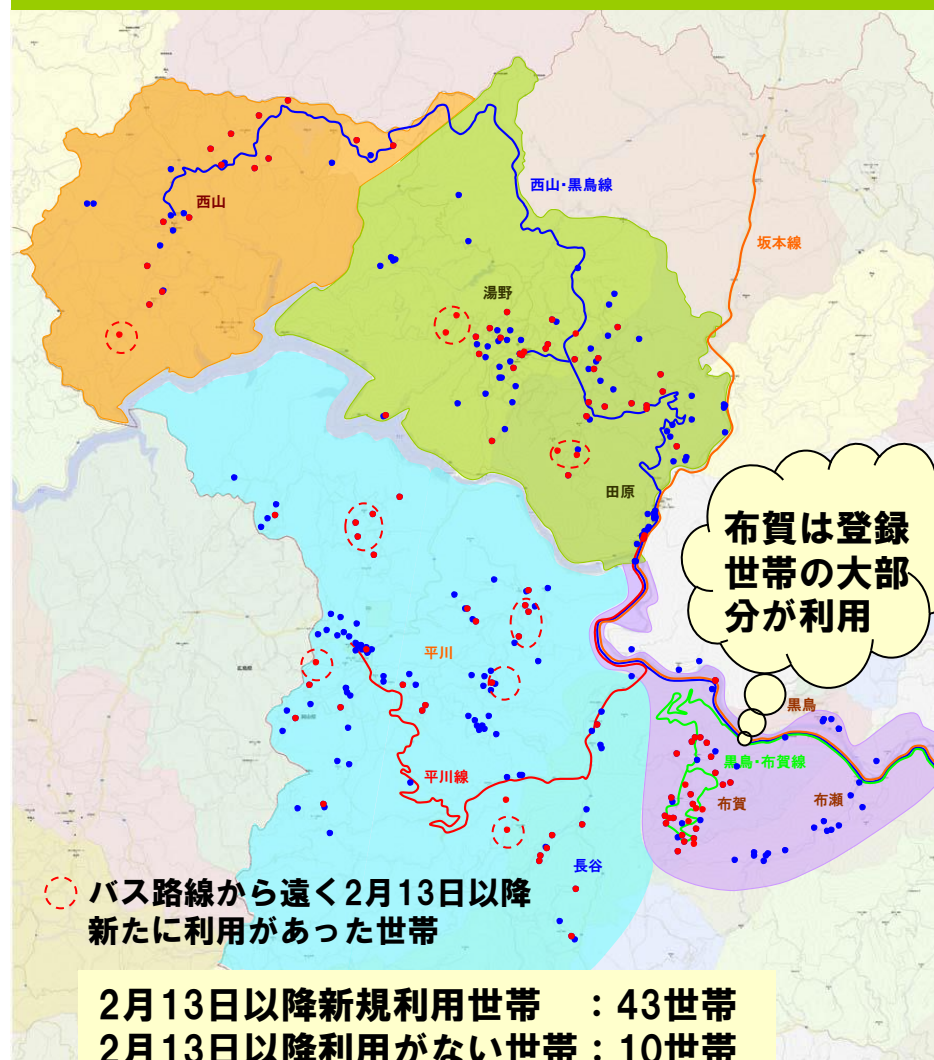 西山・黒鳥線
西山
坂本線
湯野
田原
布賀は登録
世帯の大部
分が利用
平川
黒鳥
黒鳥・布賀線
平川線
布賀
布瀬
長谷
バス路線から遠く2月13日以降
新たに利用があった世帯
2月13日以降新規利用世帯 :43世帯
2月13日以降利用がない世帯:10世帯